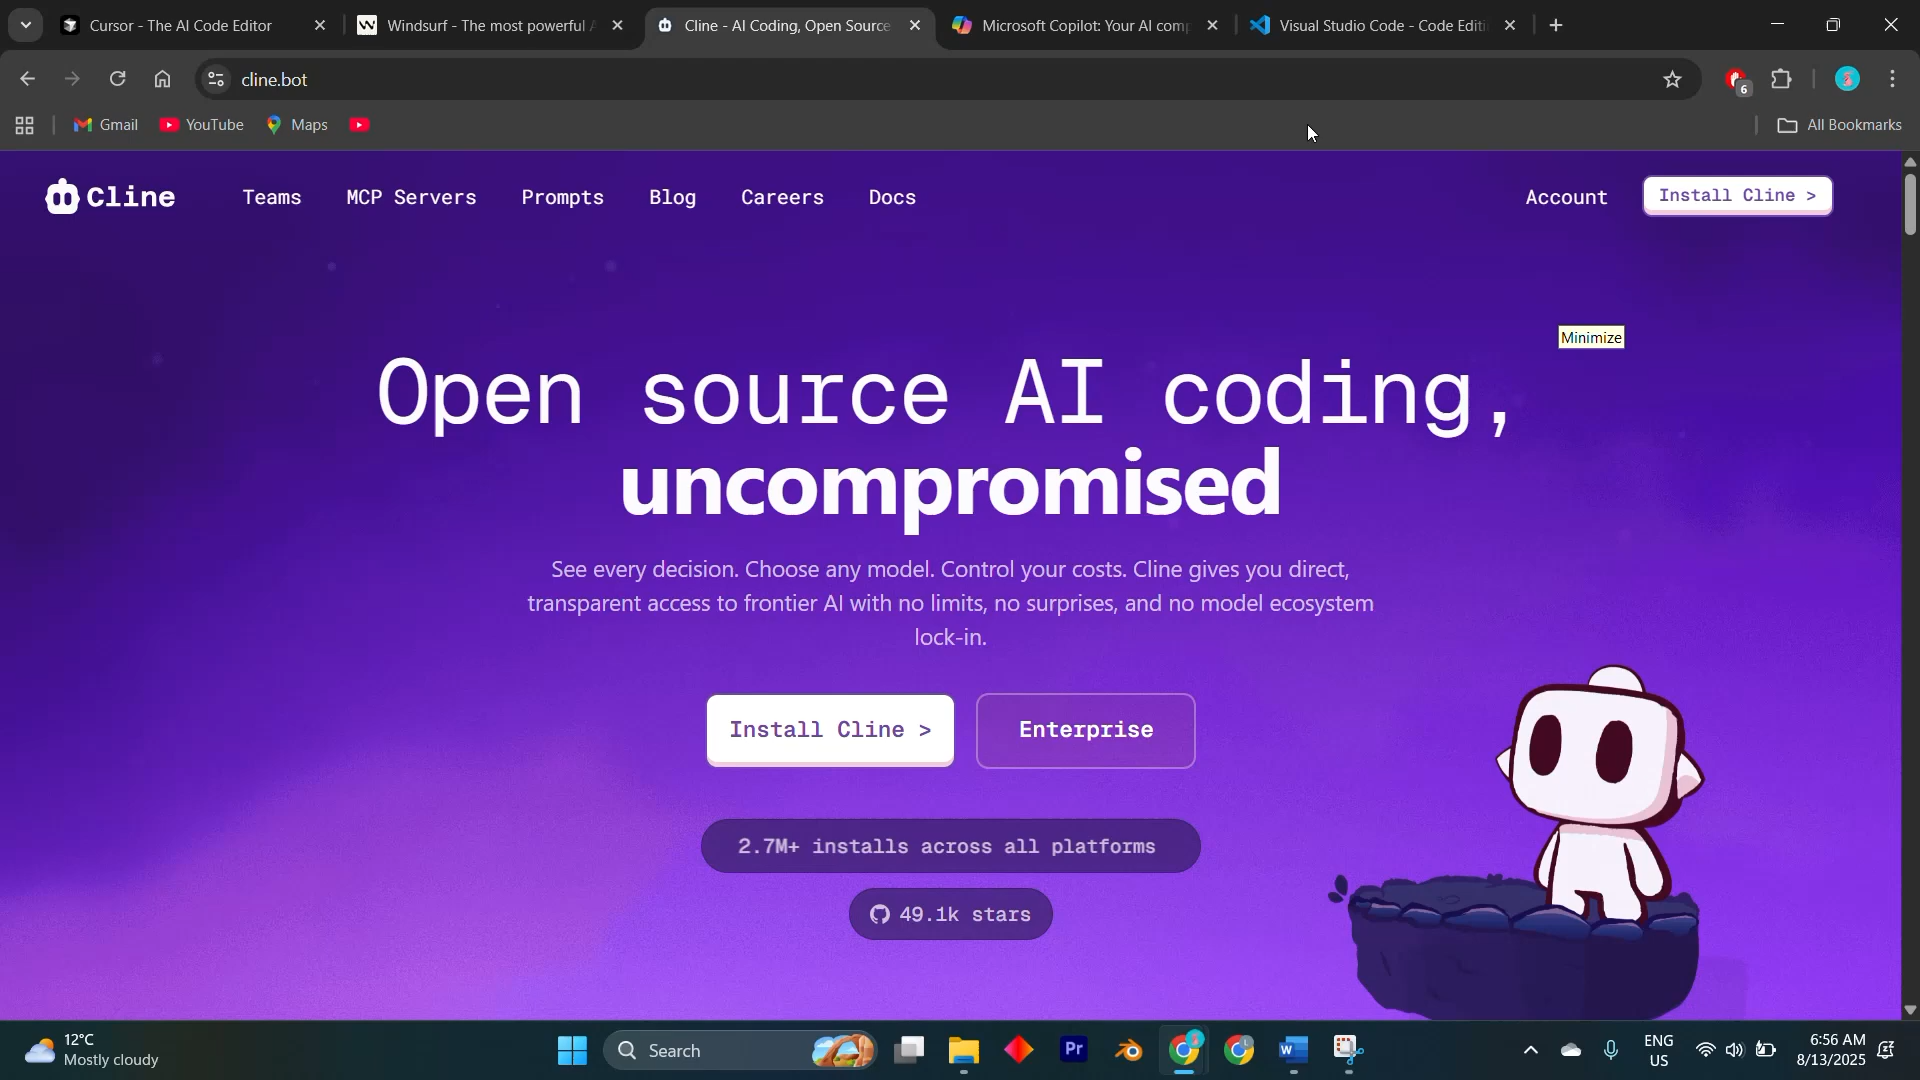 Cursor - The AI Code Editor
Windsurf - The most powerful A
Cline - AI Coding, Open Source
Microsoft Copilot: Your AI comp
Visual Studio Code - Code Editi
cline.bot
6
Gmail
YouTube
Maps
All Bookmarks
Cline
Teams
MCP Servers
Prompts
Blog
Careers
Docs
Account
Install Cline >
Minimize
Open source AI coding,
uncompromised
See every decision. Choose any model. Control your costs. Cline gives you direct,
transparent access to frontier AI with no limits, no surprises, and no model ecosystem
lock-in.
Install Cline >
Enterprise
2.7M+ installs across all platforms
49.1k stars
12°C
Mostly cloudy
Search
Pr
L
W
ENG
US
6:56 AM
8/13/2025